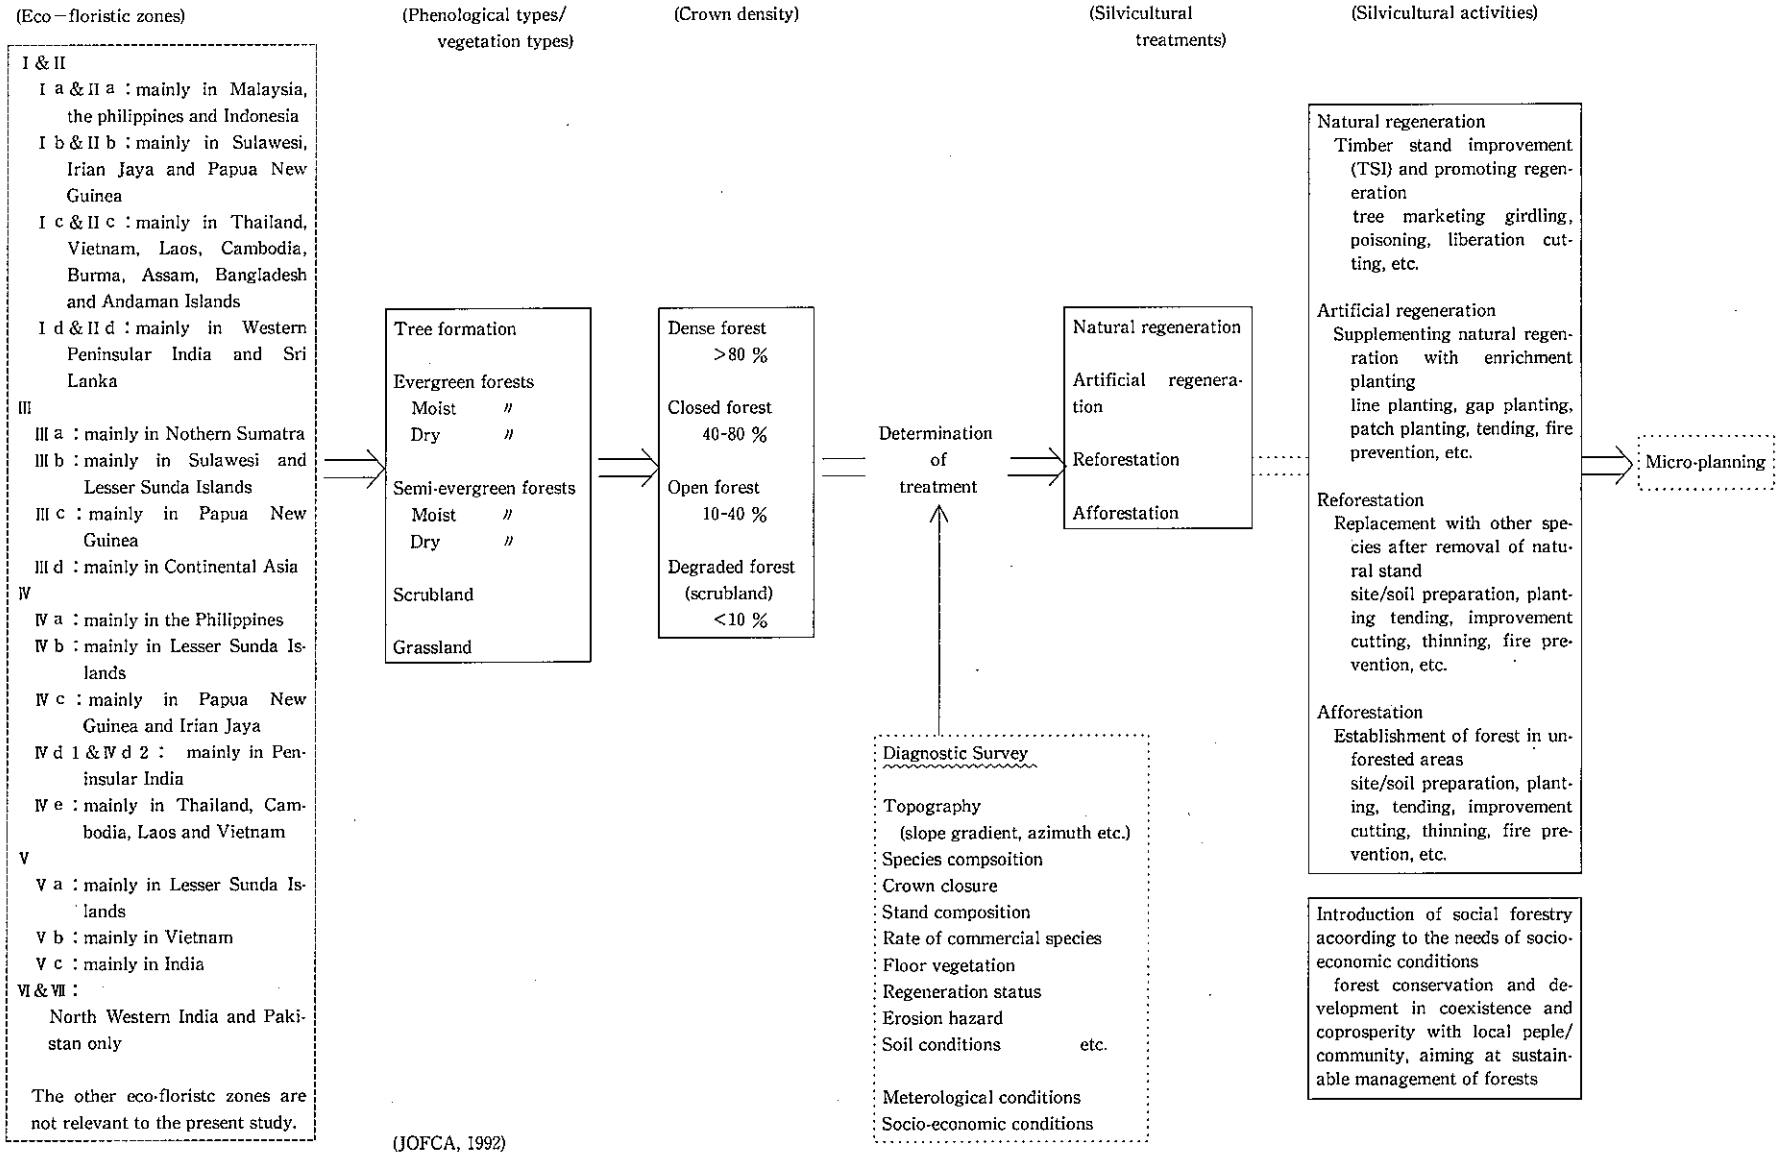 (Eco-floristic zones)
I & II
I a & II a : mainly in Malaysia,
the philippines and Indonesia
I b & II b : mainly in Sulawesi,
Irian Jaya and Papua New
Guinea
I c & II c : mainly in Thailand,
Vietnam, Laos, Cambodia,
Burma, Assam, Bangladesh
and Andaman Islands
I d & II d : mainly in Western
Peninsular India and Sri
Lanka
III
III a : mainly in Nothern Sumatra
III b : mainly in Sulawesi and
Lesser Sunda Islands
III c : mainly in Papua New
Guinea
III d : mainly in Continental Asia
IV
IV a : mainly in the Philippines
IV b : mainly in Lesser Sunda Is-
lands
IV c : mainly in Papua New
Guinea and Irian Jaya
IV d 1 & IV d 2 : mainly in Pen-
insular India
IV e : mainly in Thailand, Cam-
bodia, Laos and Vietnam
V
V a : mainly in Lesser Sunda Is-
lands
V b : mainly in Vietnam
V c : mainly in India
VI & VII :
North Western India and Paki-
stan only
The other eco-floristc zones are
not relevant to the present study.
(Phenological types/
vegetation types)
Tree formation
Evergreen forests
Moist 〃
Dry 〃
Semi-evergreen forests
Moist 〃
Dry 〃
Scrubland
Grassland
(Crown density)
Dense forest
>80 %
Closed forest
40-80 %
Open forest
10-40 %
Degraded forest
(scrubland)
<10 %
Determination
of
treatment
Diagnostic Survey
Topography
(slope gradient, azimuth etc.)
Species compsoition
Crown closure
Stand composition
Rate of commercial species
Floor vegetation
Regeneration status
Erosion hazard
Soil conditions etc.
Meterological conditions
Socio-economic conditions
(Silvicultural
treatments)
Natural regeneration
Artificial regenera-
tion
Reforestation
Afforestation
(Silvicultural activities)
Natural regeneration
Timber stand improvement
(TSI) and promoting regen-
eration
tree marketing girdling,
poisoning, liberation cut-
ting, etc.
Artificial regeneration
Supplementing natural regen-
ration with enrichment
planting
line planting, gap planting,
patch planting, tending, fire
prevention, etc.
Reforestation
Replacement with other spe-
cies after removal of natu-
ral stand
site/soil preparation, plant-
ing tending, improvement
cutting, thinning, fire pre-
vention, etc.
Afforestation
Establishment of forest in un-
forested areas
site/soil preparation, plant-
ing, tending, improvement
cutting, thinning, fire pre-
vention, etc.
Introduction of social forestry
acoording to the needs of socio-
economic conditions
forest conservation and de-
velopment in coexistence and
coprosperity with local peple/
community, aiming at sustain-
able management of forests
Micro-planning
(JOFCA, 1992)